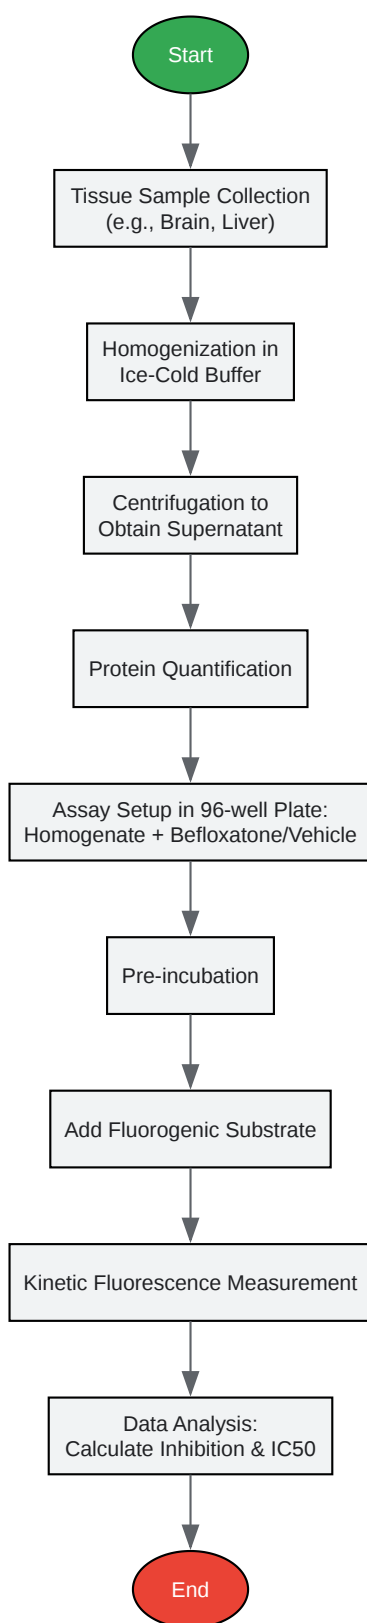 Start
Tissue Sample Collection
(e.g., Brain, Liver)
Homogenization in
Ice-Cold Buffer
Centrifugation to
Obtain Supernatant
Protein Quantification
Assay Setup in 96-well Plate:
Homogenate + Befloxatone/Vehicle
Pre-incubation
Add Fluorogenic Substrate
Kinetic Fluorescence Measurement
Data Analysis:
Calculate Inhibition & IC50
End